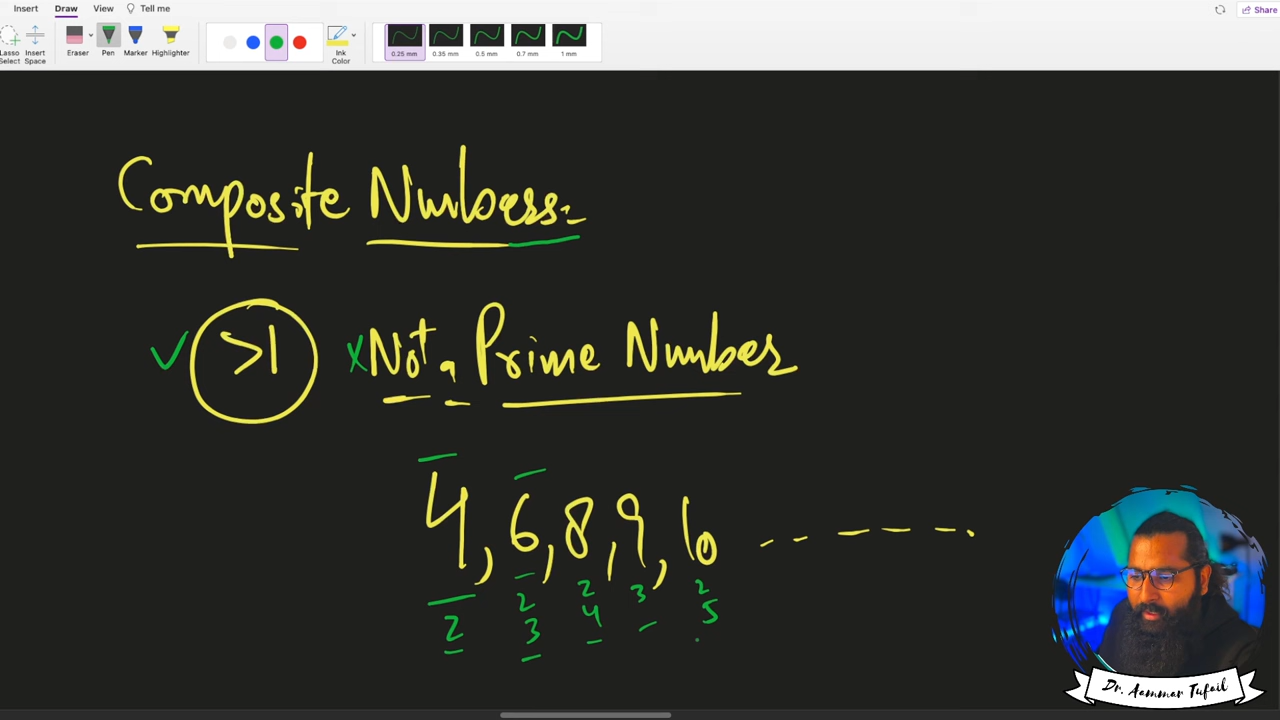 Insert Draw View Tell me
Share
Lasso Select
Insert Space
Eraser
Pen
Marker
Highlighter
Ink Color
0.25 mm
0.35 mm
0.5 mm
0.7 mm
1 mm
Composite Numbers:-
✓ >1 ×Not a Prime Number
4, 6, 8, 9, 10 -------.
2 2 2 3 2
3 4 5
Dr. Aammar Tufail